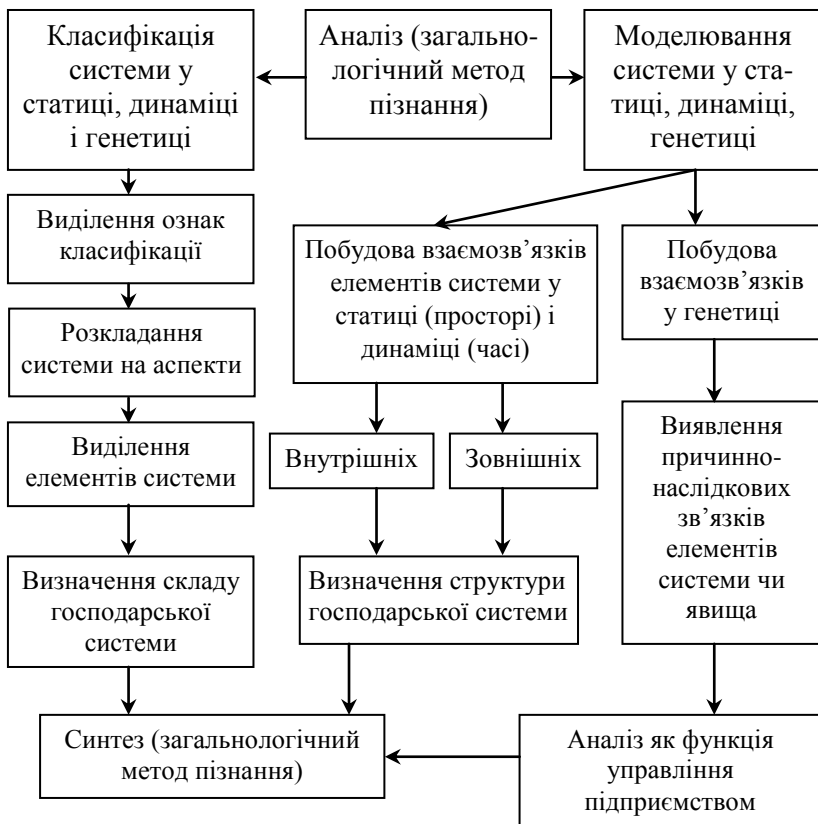 Класифікація
системи у
статиці, динаміці
і генетиці
Аналіз (загально-
логічний метод
пізнання)
Моделювання
системи у ста-
тиці, динаміці,
генетиці
Виділення ознак
класифікації
Побудова взаємозв’язків
елементів системи у
статиці (просторі) і
динаміці (часі)
Побудова
взаємозв’язків
у генетиці
Розкладання
системи на аспекти
Виділення
елементів системи
Внутрішніх
Зовнішніх
Виявлення
причинно-
наслідкових
зв’язків
елементів
системи чи
явища
Визначення складу
господарської
системи
Визначення структури
господарської системи
Синтез (загальнологічний
метод пізнання)
Аналіз як функція
управління
підприємством